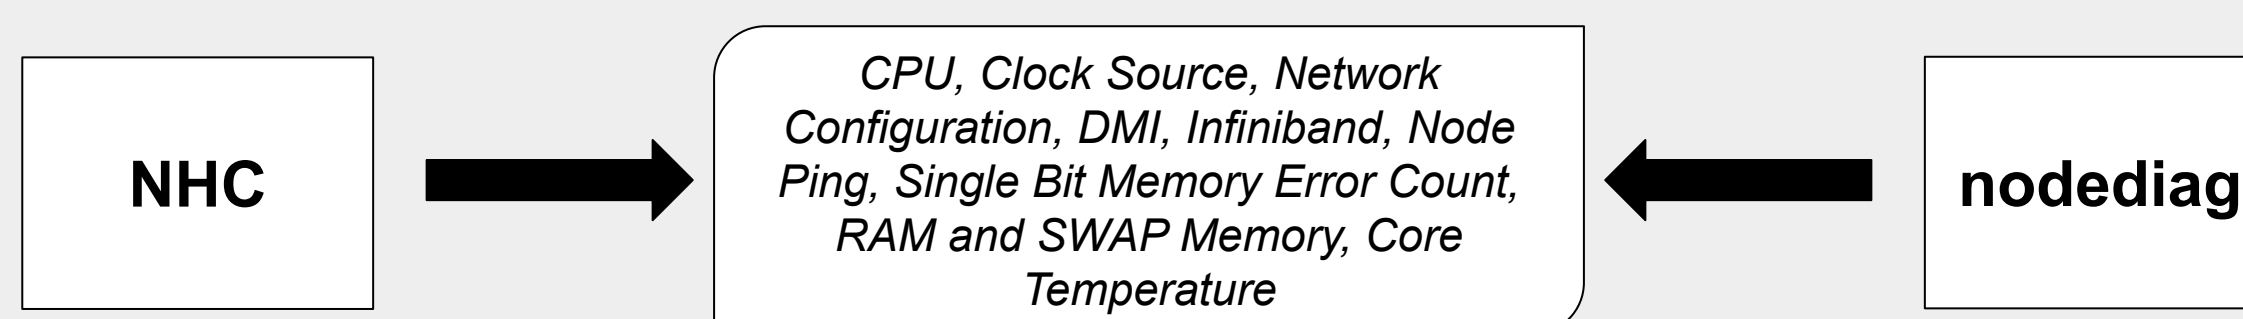 NHC
CPU, Clock Source, Network
Configuration, DMI, Infiniband, Node
Ping, Single Bit Memory Error Count,
RAM and SWAP Memory, Core
Temperature
nodediag